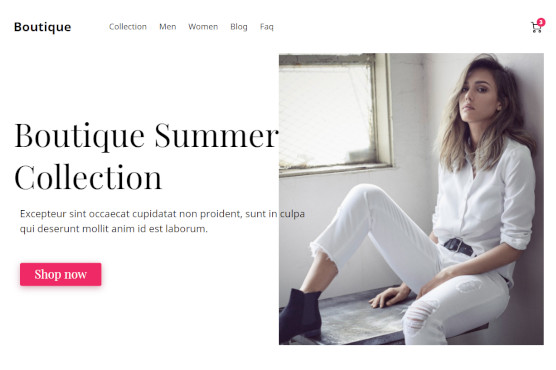 Boutique
Collection Men Women Blog Faq
3
Boutique Summer
Collection
Excepteur sint occaecat cupidatat non proident, sunt in culpa
qui deserunt mollit anim id est laborum.
Shop now